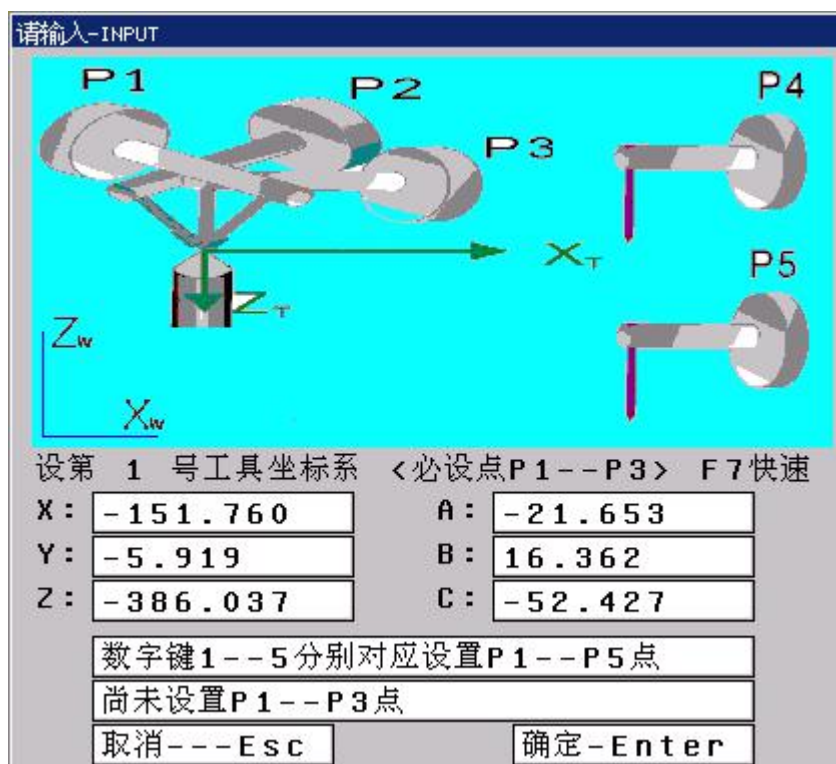 请输入-INPUT
P1
P2
P4
P3
XT
P5
ZT
Zw
Xw
设第 1 号工具坐标系 <必设点P1--P3> F7快速
X: -151.760 A: -21.653
Y: -5.919 B: 16.362
Z: -386.037 C: -52.427
数字键1--5分别对应设置P1--P5点
尚未设置P1--P3点
取消---Esc 确定-Enter